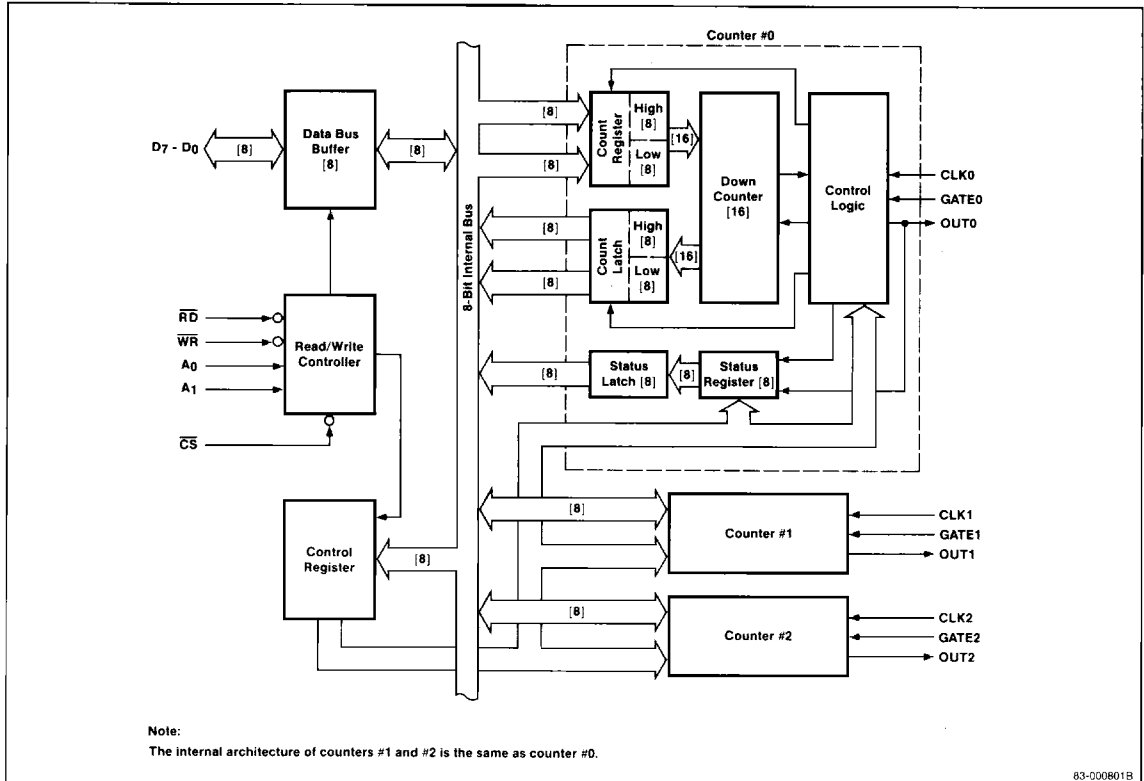 Counter #0
D7 - D0
[8]
Data Bus
Buffer
[8]
[8]
8-Bit Internal Bus
[8]
[8]
Count
Register
High
[8]
Low
[8]
[16]
Down
Counter
[16]
Control
Logic
CLK0
GATE0
OUT0
[8]
[8]
Count
Latch
High
[8]
Low
[8]
[16]
RD
WR
A0
A1
CS
Read/Write
Controller
[8]
Status
Latch [8]
[8]
Status
Register [8]
Control
Register
[8]
[8]
Counter #1
CLK1
GATE1
OUT1
[8]
Counter #2
CLK2
GATE2
OUT2
Note:
The internal architecture of counters #1 and #2 is the same as counter #0.
83-000801B